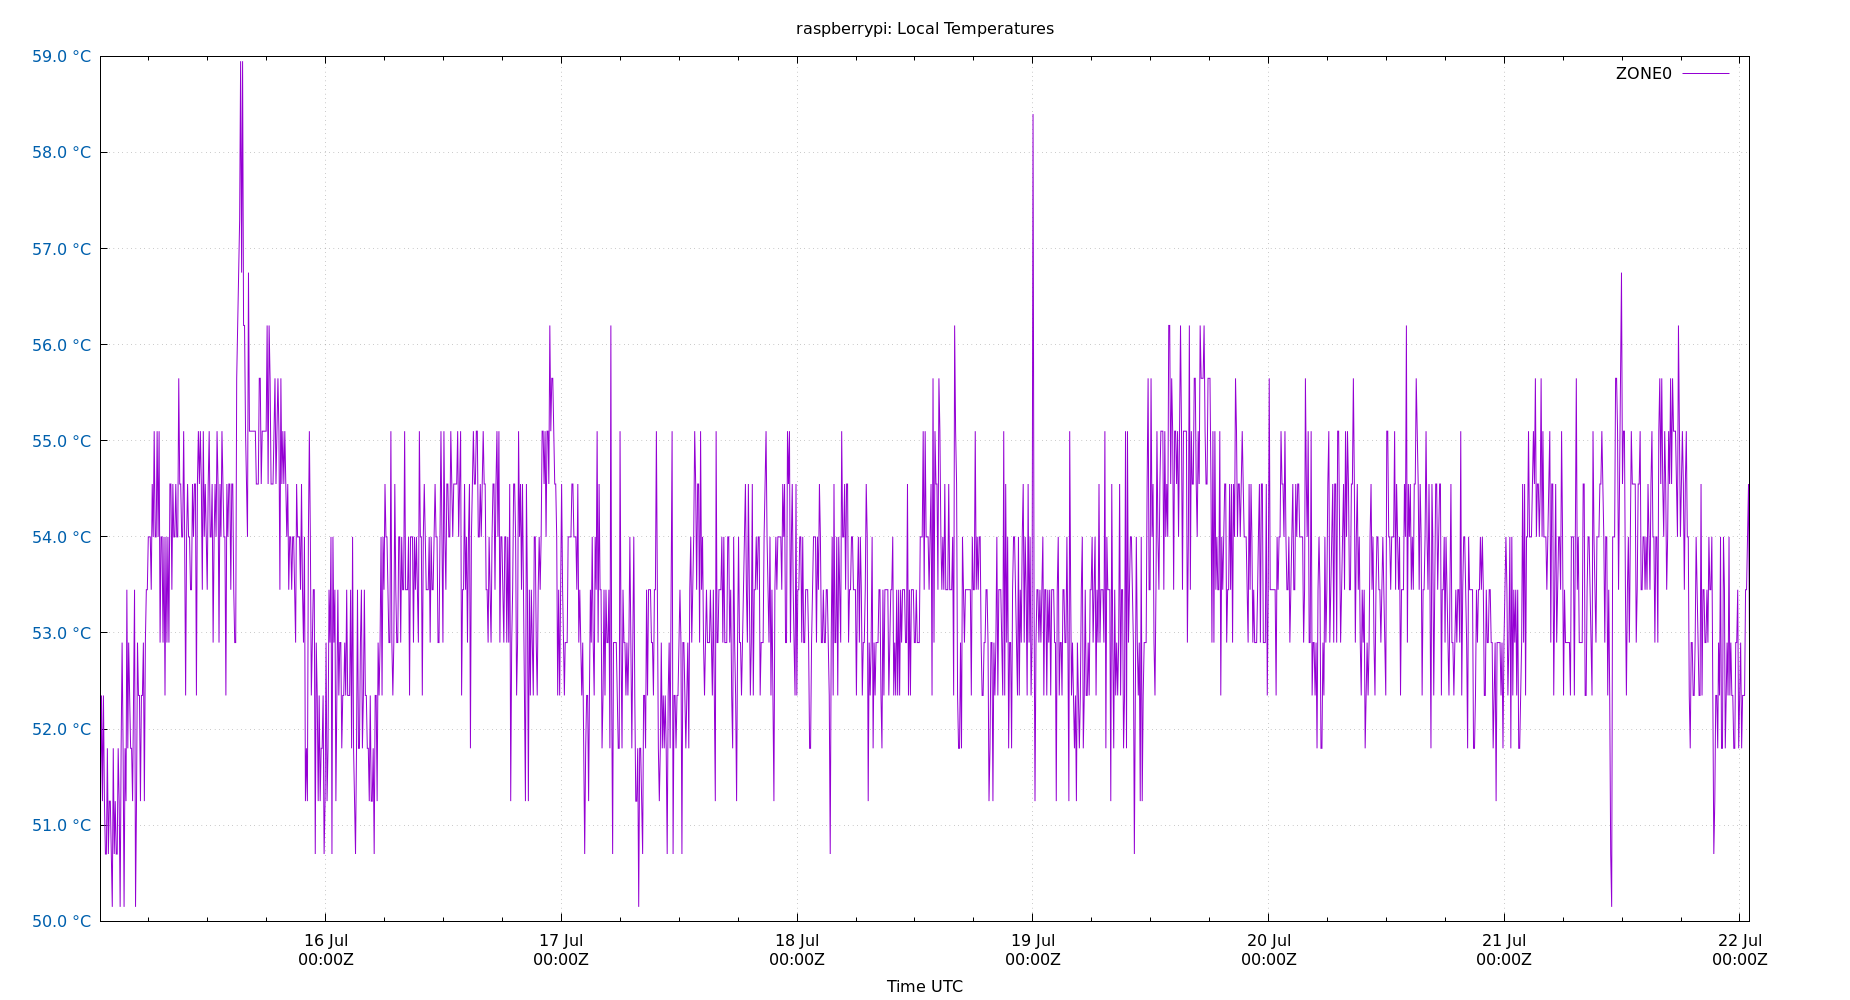 raspberrypi: Local Temperatures
59.0 °C
ZONE0
58.0 °C
57.0 °C
56.0 °C
55.0 °C
54.0 °C
53.0 °C
52.0 °C
51.0 °C
50.0 °C
16 Jul 17 Jul 18 Jul 19 Jul 20 Jul 21 Jul 22 Jul
00:00Z 00:00Z 00:00Z 00:00Z 00:00Z 00:00Z 00:00Z
Time UTC